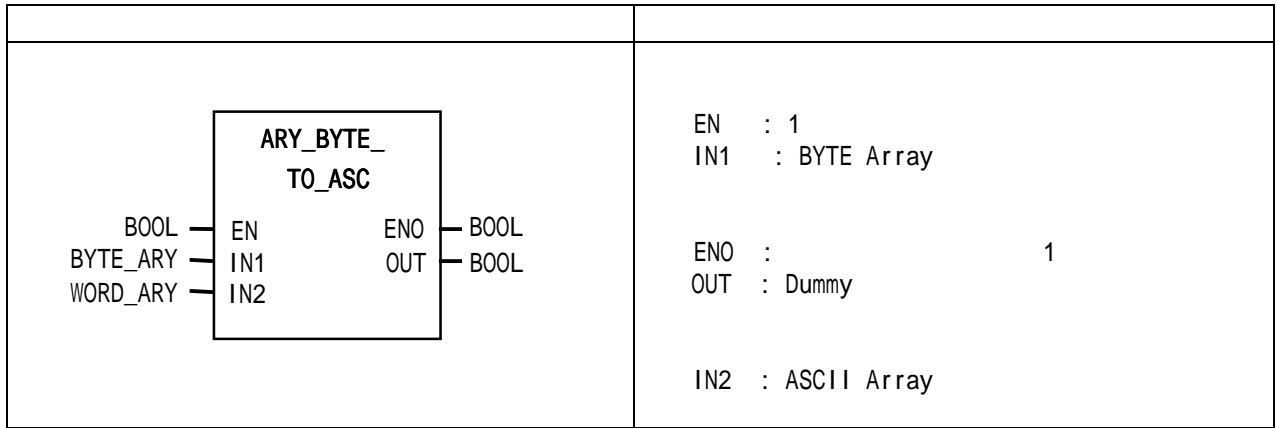 ARY_BYTE_
TO_ASC
BOOL EN ENO BOOL
BYTE_ARY IN1 OUT BOOL
WORD_ARY IN2
EN : 1
IN1 : BYTE Array
ENO : 1
OUT : Dummy
IN2 : ASCII Array